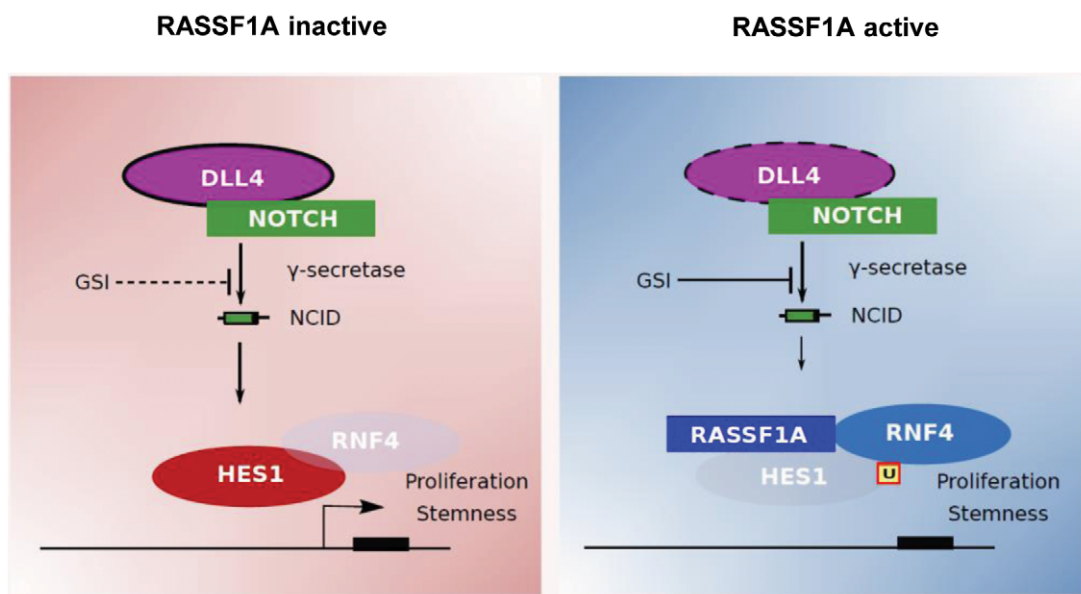 RASSF1A inactive
RASSF1A active
DLL4
NOTCH
GSI
γ-secretase
NCID
RNF4
HES1
Proliferation
Stemness
DLL4
NOTCH
GSI
γ-secretase
NCID
RASSF1A
RNF4
HES1
U
Proliferation
Stemness